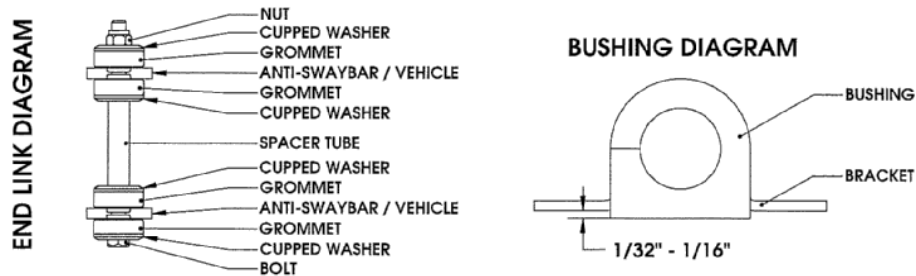 END LINK DIAGRAM
NUT
CUPPED WASHER
GROMMET
ANTI-SWAYBAR / VEHICLE
GROMMET
CUPPED WASHER
SPACER TUBE
CUPPED WASHER
GROMMET
ANTI-SWAYBAR / VEHICLE
GROMMET
CUPPED WASHER
BOLT
BUSHING DIAGRAM
BUSHING
BRACKET
1/32" - 1/16"